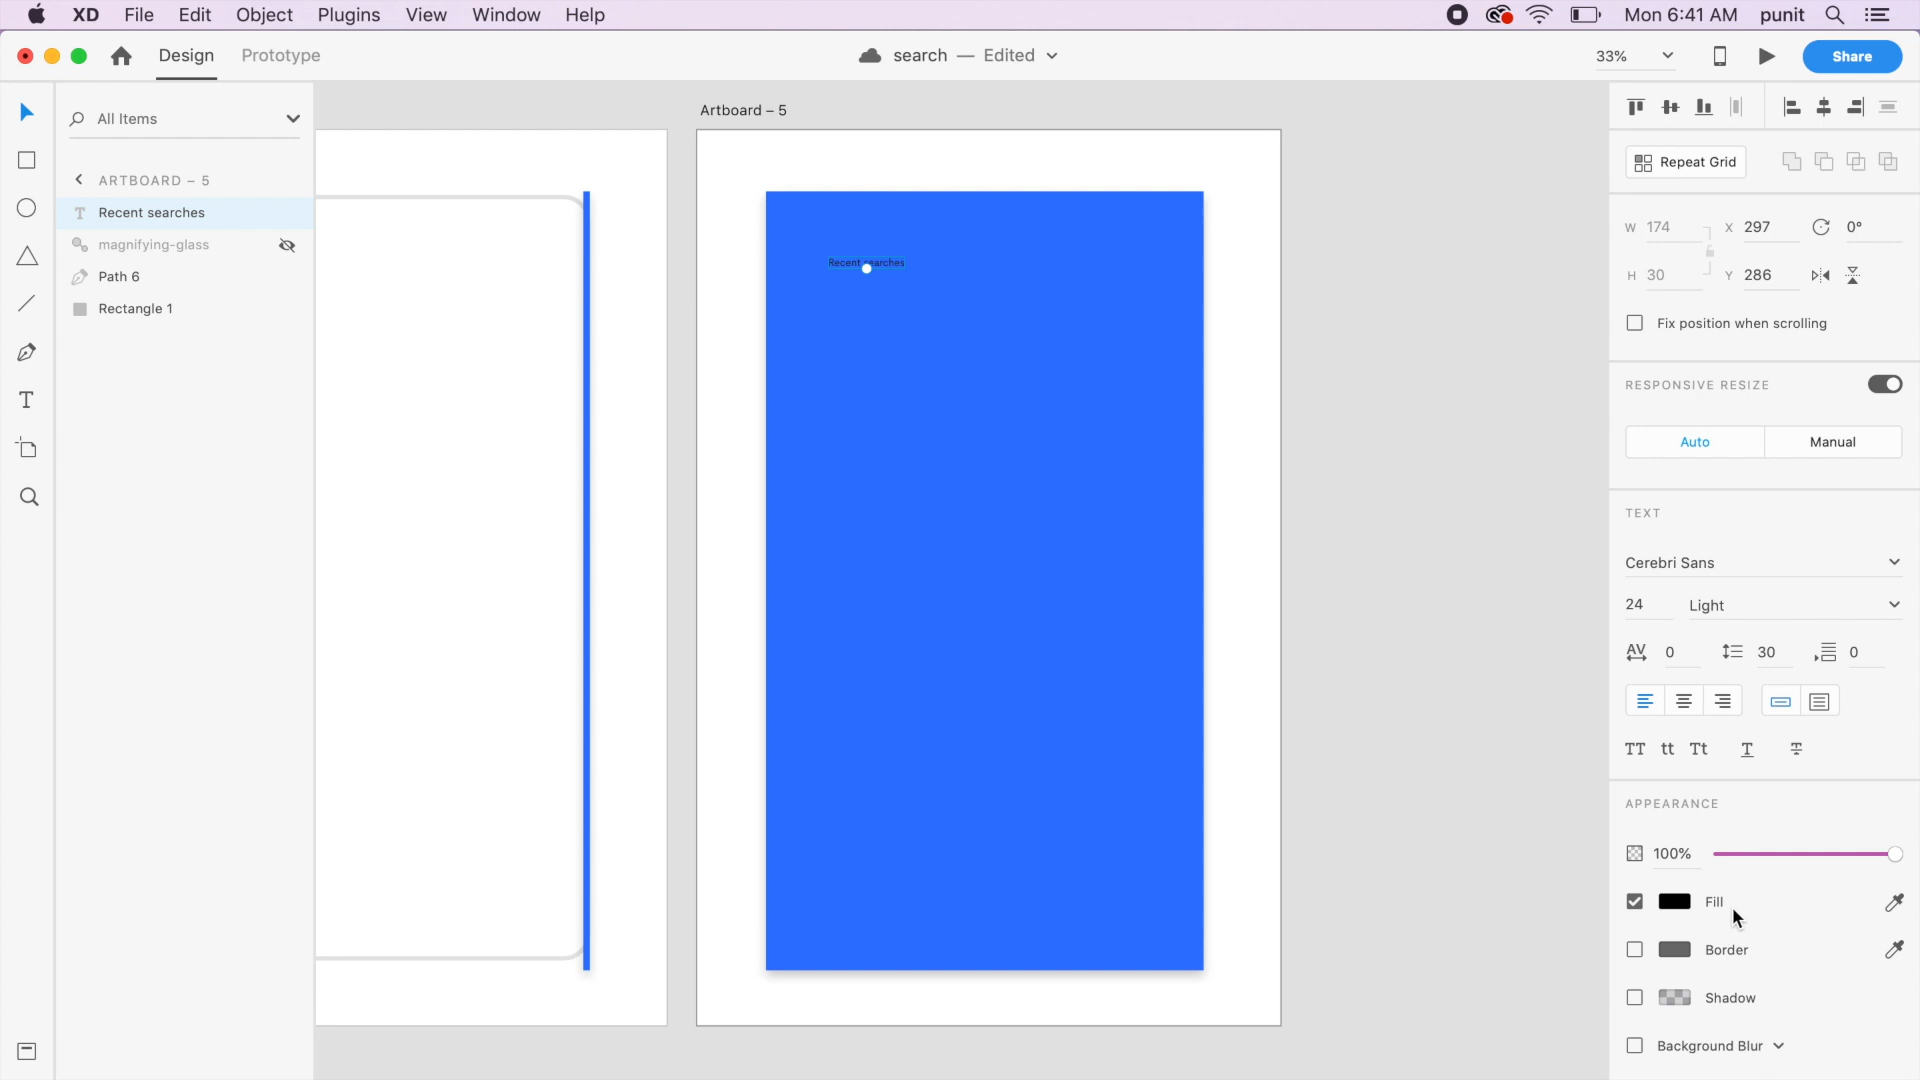 XD File Edit Object Plugins View Window Help
Mon 6:41 AM punit
Design Prototype
search — Edited
33%
Share
All Items
ARTBOARD – 5
Recent searches
magnifying-glass
Path 6
Rectangle 1
Artboard – 5
Recent searches
Repeat Grid
W 174 X 297 0°
H 30 Y 286
Fix position when scrolling
RESPONSIVE RESIZE
Auto Manual
TEXT
Cerebri Sans
24 Light
AV 0 30 0
TT tt Tt T T
APPEARANCE
100%
Fill
Border
Shadow
Background Blur